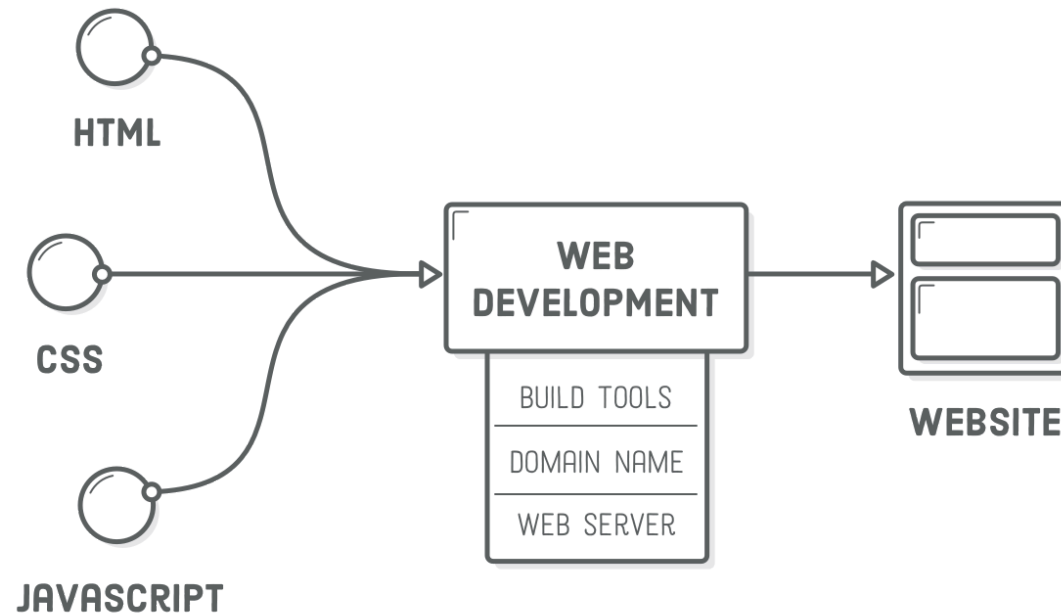 HTML
CSS
JAVASCRIPT
WEB
DEVELOPMENT
BUILD TOOLS
DOMAIN NAME
WEB SERVER
WEBSITE